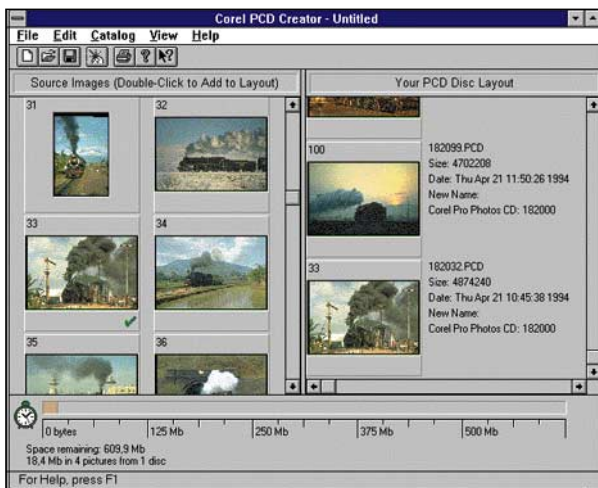 Corel PCD Creator - Untitled
File Edit Catalog View Help
Source Images (Double-Click to Add to Layout)
Your PCD Disc Layout
31
32
33
34
35
36
100
182099.PCD
Size: 4702208
Date: Thu Apr 21 11:50:26 1994
New Name:
Corel Pro Photos CD: 182000
33
182032.PCD
Size: 4874240
Date: Thu Apr 21 10:45:38 1994
New Name:
Corel Pro Photos CD: 182000
0 bytes 125 Mb 250 Mb 375 Mb 500 Mb
Space remaining: 609,9 Mb
18,4 Mb in 4 pictures from 1 disc
For Help, press F1